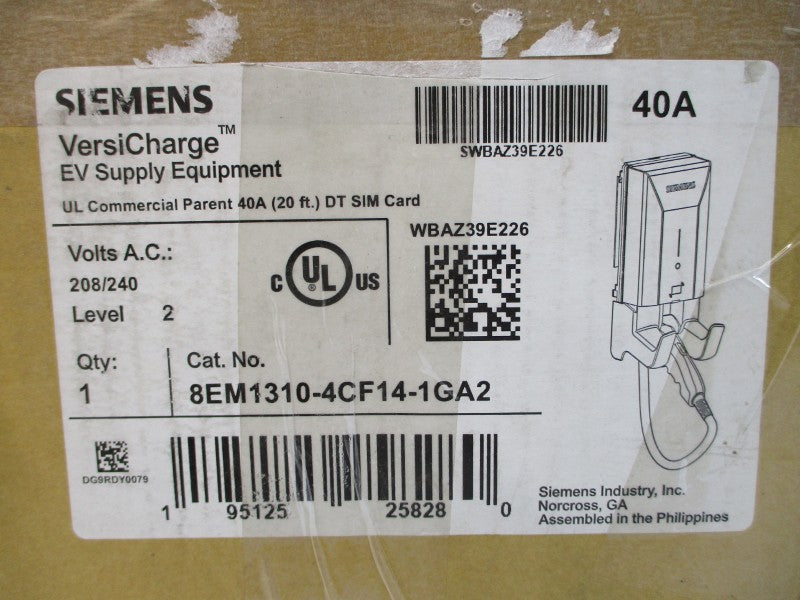 SIEMENS
VersiCharge™
EV Supply Equipment
UL Commercial Parent 40A (20 ft.) DT SIM Card
SWBAZ39E226
40A
Volts A.C.:
208/240
Level 2
C UL ® US
WBAZ39E226
SIEMENS
Qty: Cat. No.
1 8EM1310-4CF14-1GA2
DG9RDY0079
1 95125 25828 0
Siemens Industry, Inc.
Norcross, GA
Assembled in the Philippines